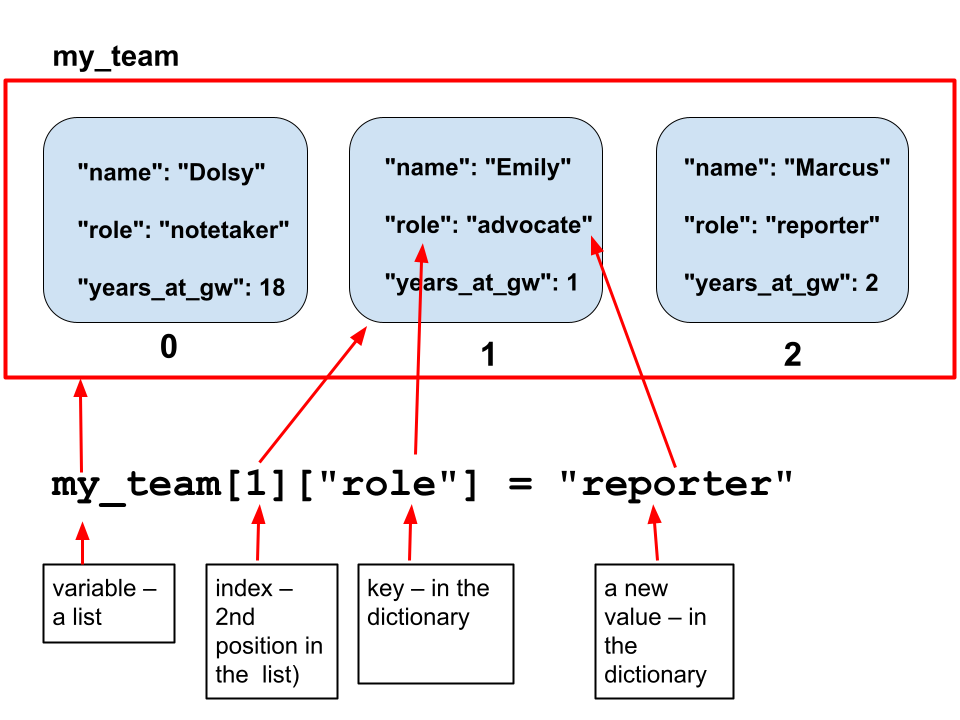 my_team
"name": "Dolsy"
"role": "notetaker"
"years_at_gw": 18
0
"name": "Emily"
"role": "advocate"
"years_at_gw": 1
1
"name": "Marcus"
"role": "reporter"
"years_at_gw": 2
2
my_team[1]["role"] = "reporter"
variable –
a list
index –
2nd
position in
the  list)
key – in the
dictionary
a new
value – in
the
dictionary